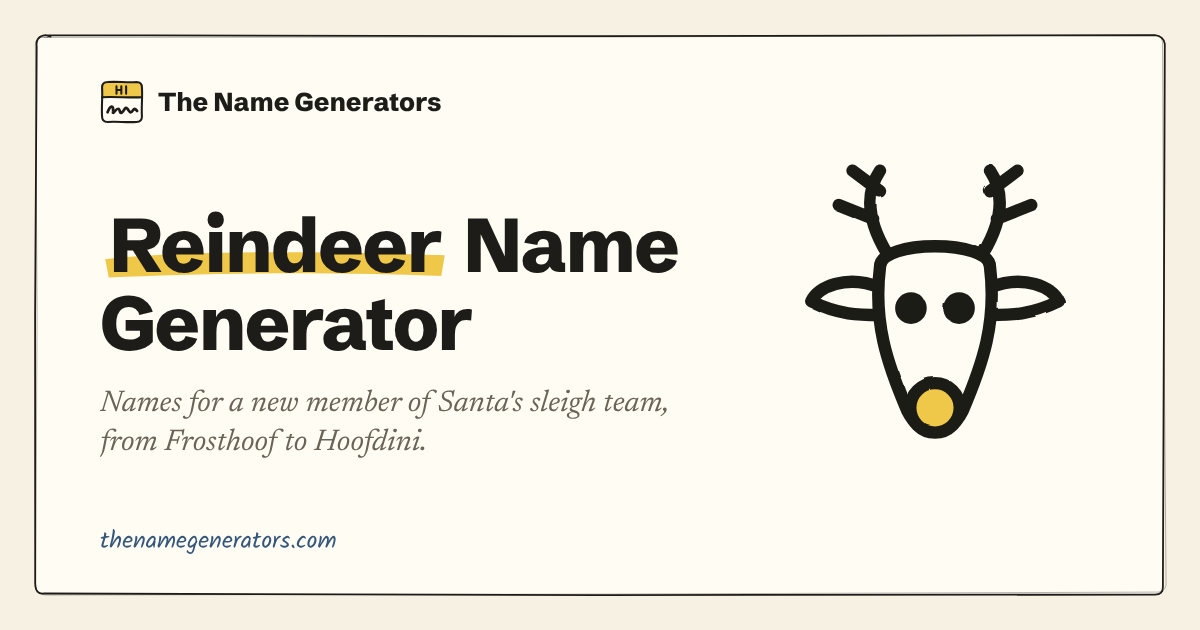 HI
The Name Generators
Reindeer Name
Generator
Names for a new member of Santa's sleigh team,
from Frosthoof to Hoofdini.
thenamegenerators.com